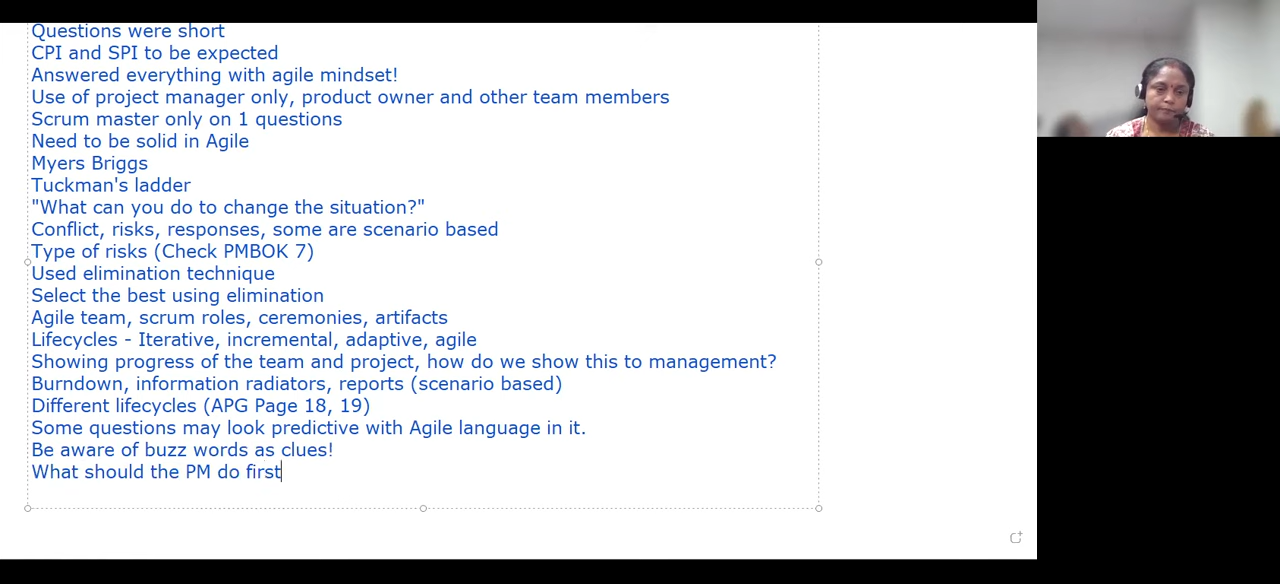 Questions were short
CPI and SPI to be expected
Answered everything with agile mindset!
Use of project manager only, product owner and other team members
Scrum master only on 1 questions
Need to be solid in Agile
Myers Briggs
Tuckman's ladder
"What can you do to change the situation?"
Conflict, risks, responses, some are scenario based
Type of risks (Check PMBOK 7)
Used elimination technique
Select the best using elimination
Agile team, scrum roles, ceremonies, artifacts
Lifecycles - Iterative, incremental, adaptive, agile
Showing progress of the team and project, how do we show this to management?
Burndown, information radiators, reports (scenario based)
Different lifecycles (APG Page 18, 19)
Some questions may look predictive with Agile language in it.
Be aware of buzz words as clues!
What should the PM do first